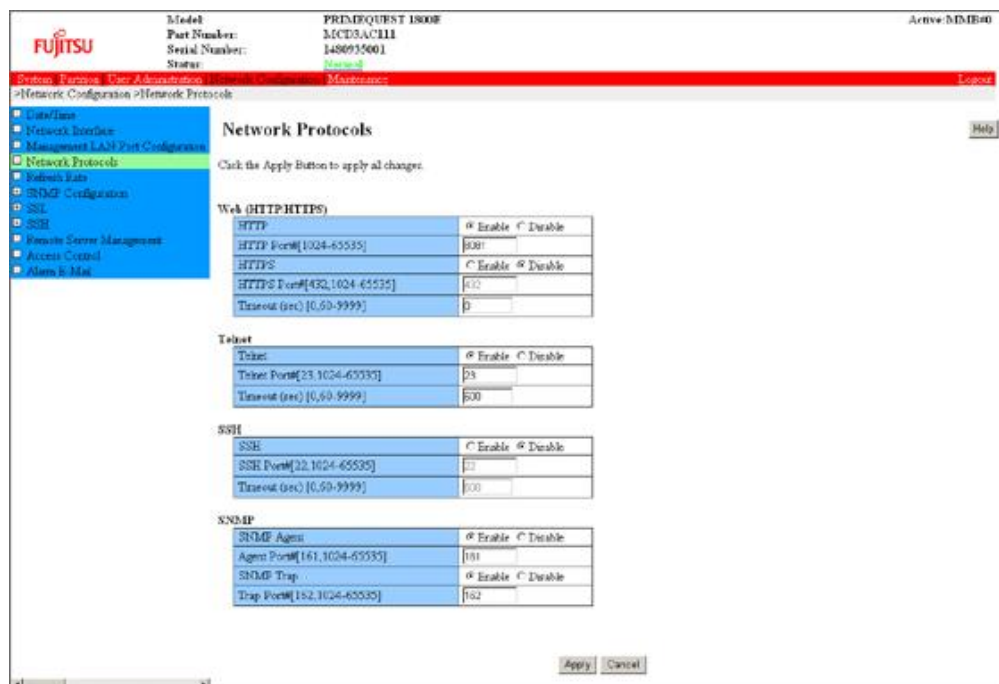 FUJITSU
Model: PRIMEQUEST 1800E
Part Number: MCD3AC111
Serial Number: 1480935001
Status: Normal
Active:MMB#0
System Partition User Administration Network Configuration Maintenance Logout
>Network Configuration >Network Protocols
Date/Time
Network Interface
Management LAN Port Configuration
Network Protocols
Refresh Rate
SNMP Configuration
SSL
SSH
Remote Server Management
Access Control
Alarm E-Mail
Network Protocols
Help
Click the Apply Button to apply all changes.
Web (HTTP/HTTPS)
HTTP Enable Disable
HTTP Port#[1024-65535] 8081
HTTPS Enable Disable
HTTPS Port#[432,1024-65535] 432
Timeout (sec) [0,60-9999] 0
Telnet
Telnet Enable Disable
Telnet Port#[23,1024-65535] 23
Timeout (sec) [0,60-9999] 600
SSH
SSH Enable Disable
SSH Port#[22,1024-65535] 22
Timeout (sec) [0,60-9999] 600
SNMP
SNMP Agent Enable Disable
Agent Port#[161,1024-65535] 161
SNMP Trap Enable Disable
Trap Port#[162,1024-65535] 162
Apply Cancel